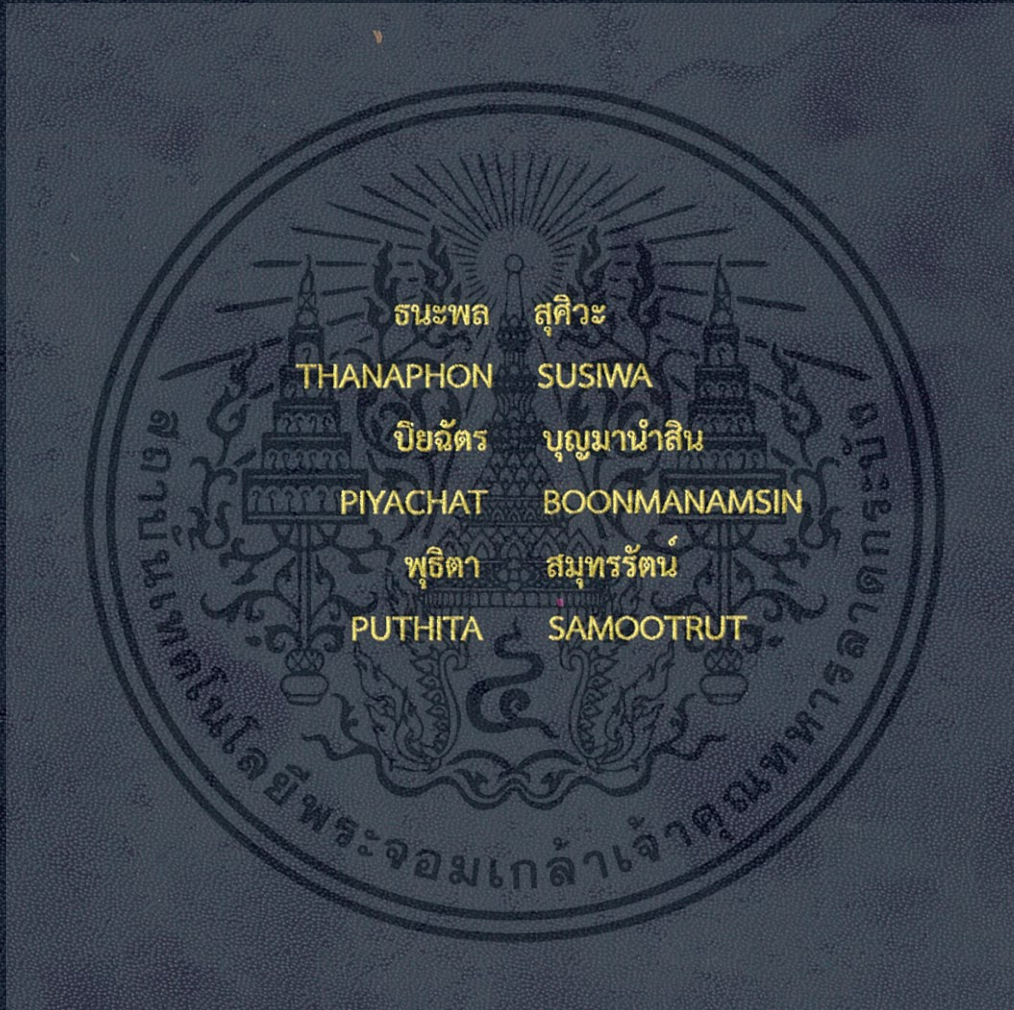 ธนะพล สุศิวะ
THANAPHON SUSIWA
ปิยฉัตร บุญมานำสิน
PIYACHAT BOONMANAMSIN
พุธิตา สมุทรรัตน์
PUTHITA SAMOOTRUT
๔
สถาบันเทคโนโลยีพระจอมเกล้าเจ้าคุณทหารลาดกระบัง